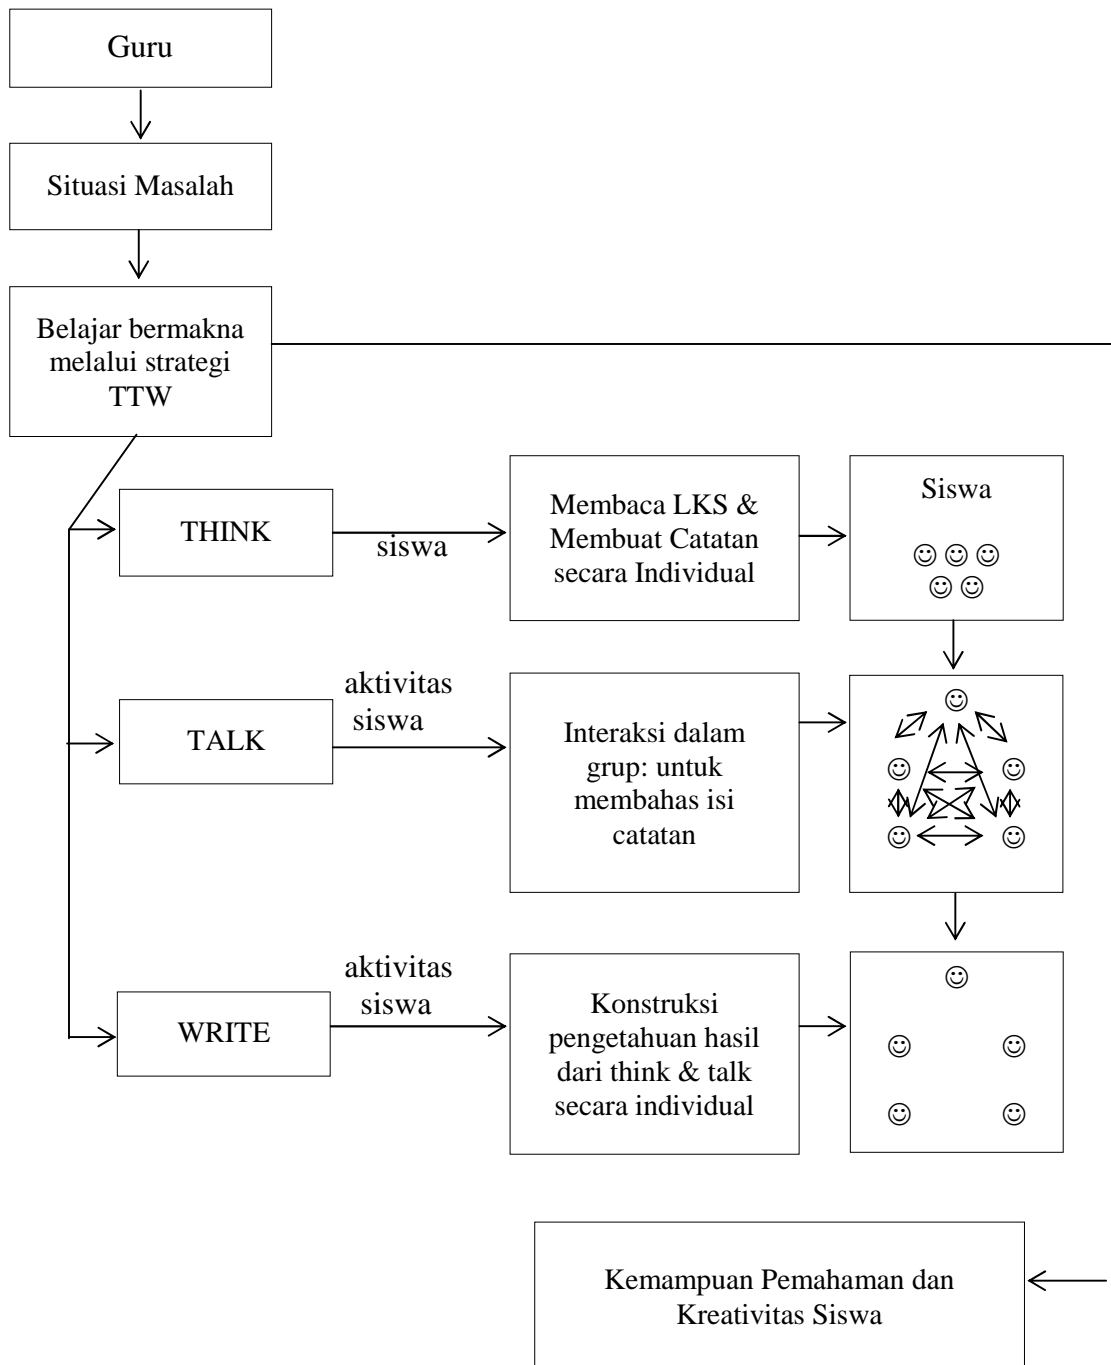 Guru
Situasi Masalah
Belajar bermakna
melalui strategi
TTW
THINK
siswa
Membaca LKS &
Membuat Catatan
secara Individual
Siswa
TALK
aktivitas
siswa
Interaksi dalam
grup: untuk
membahas isi
catatan
WRITE
aktivitas
siswa
Konstruksi
pengetahuan hasil
dari think & talk
secara individual
Kemampuan Pemahaman dan
Kreativitas Siswa